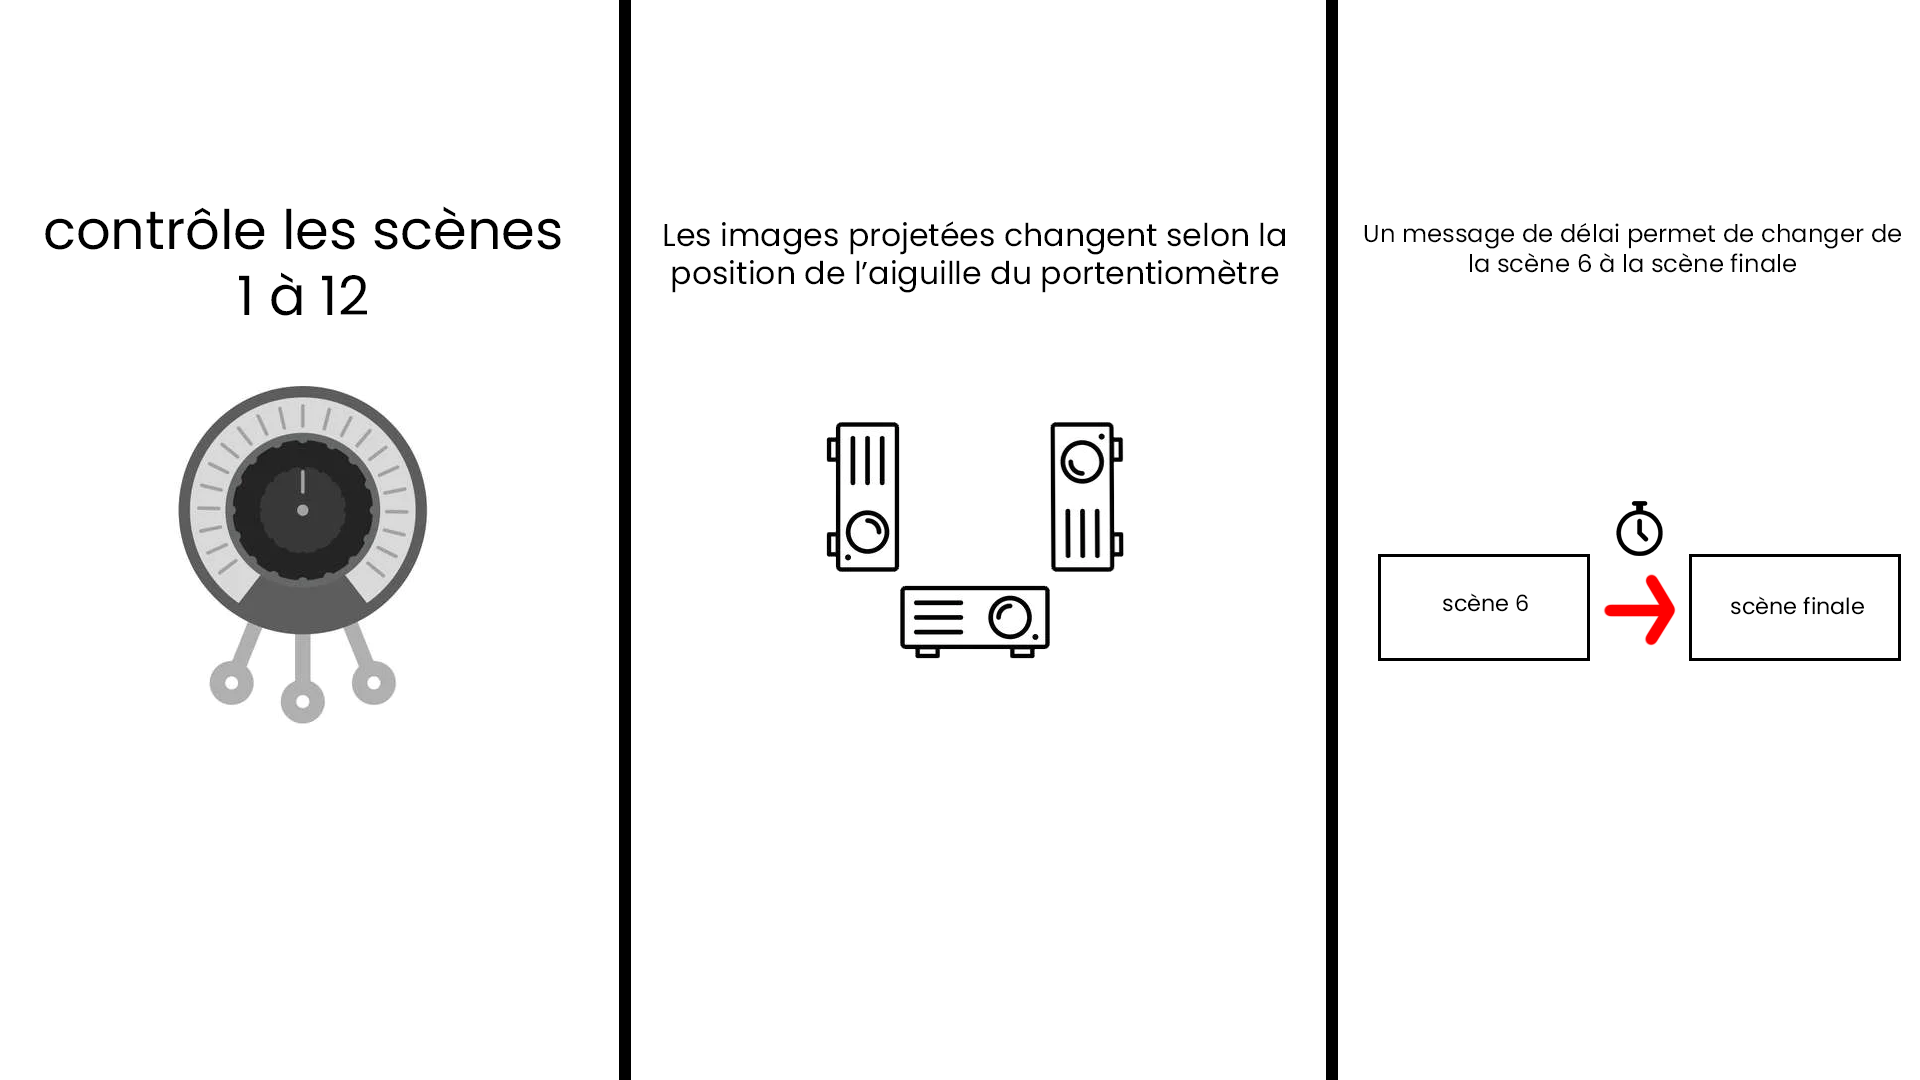 contrôle les scènes
1 à 12
Les images projetées changent selon la
position de l’aiguille du portentiomètre
Un message de délai permet de changer de
la scène 6 à la scène finale
scène 6
scène finale